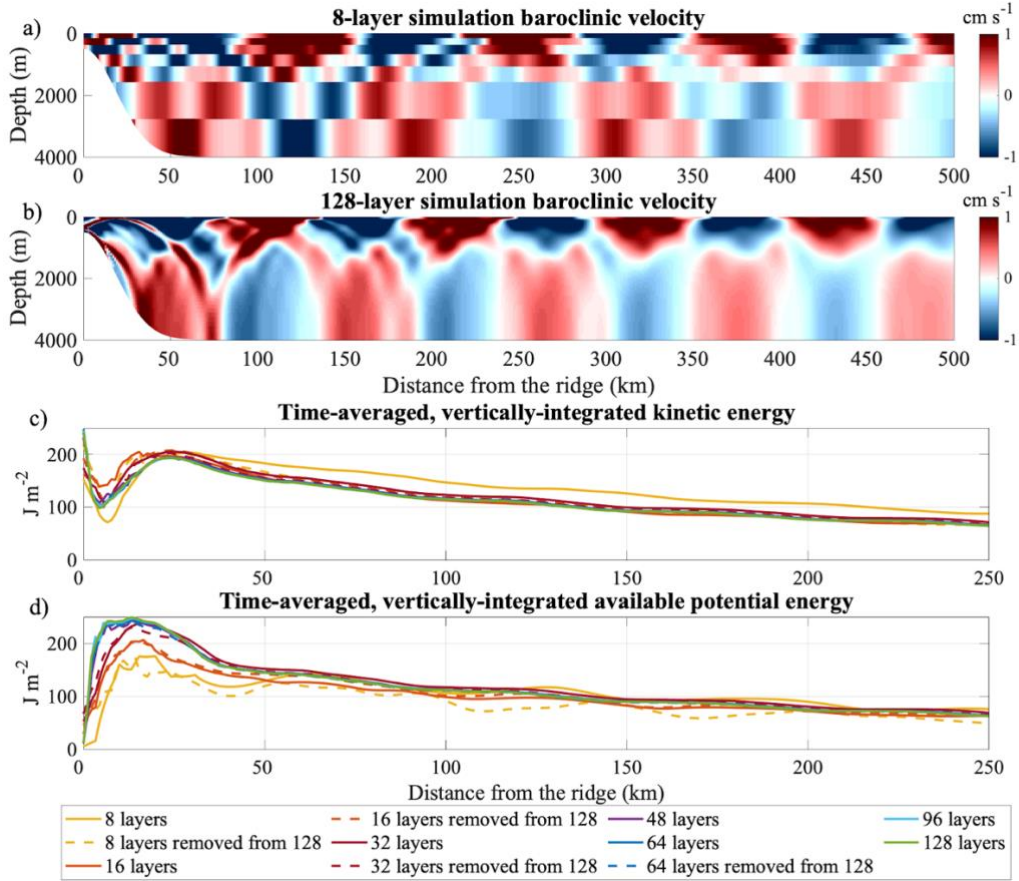 8-layer simulation baroclinic velocity
cm s-1
a)
Depth (m)
0
2000
4000
1
0
-1
0 50 100 150 200 250 300 350 400 450 500
128-layer simulation baroclinic velocity
cm s-1
b)
Depth (m)
0
2000
4000
1
0
-1
0 50 100 150 200 250 300 350 400 450 500
Distance from the ridge (km)
c)
Time-averaged, vertically-integrated kinetic energy
J m-2
200
100
0
0 50 100 150 200 250
d)
Time-averaged, vertically-integrated available potential energy
J m-2
200
100
0
0 50 100 150 200 250
Distance from the ridge (km)
8 layers
8 layers removed from 128
16 layers
16 layers removed from 128
32 layers
32 layers removed from 128
48 layers
64 layers
64 layers removed from 128
96 layers
128 layers